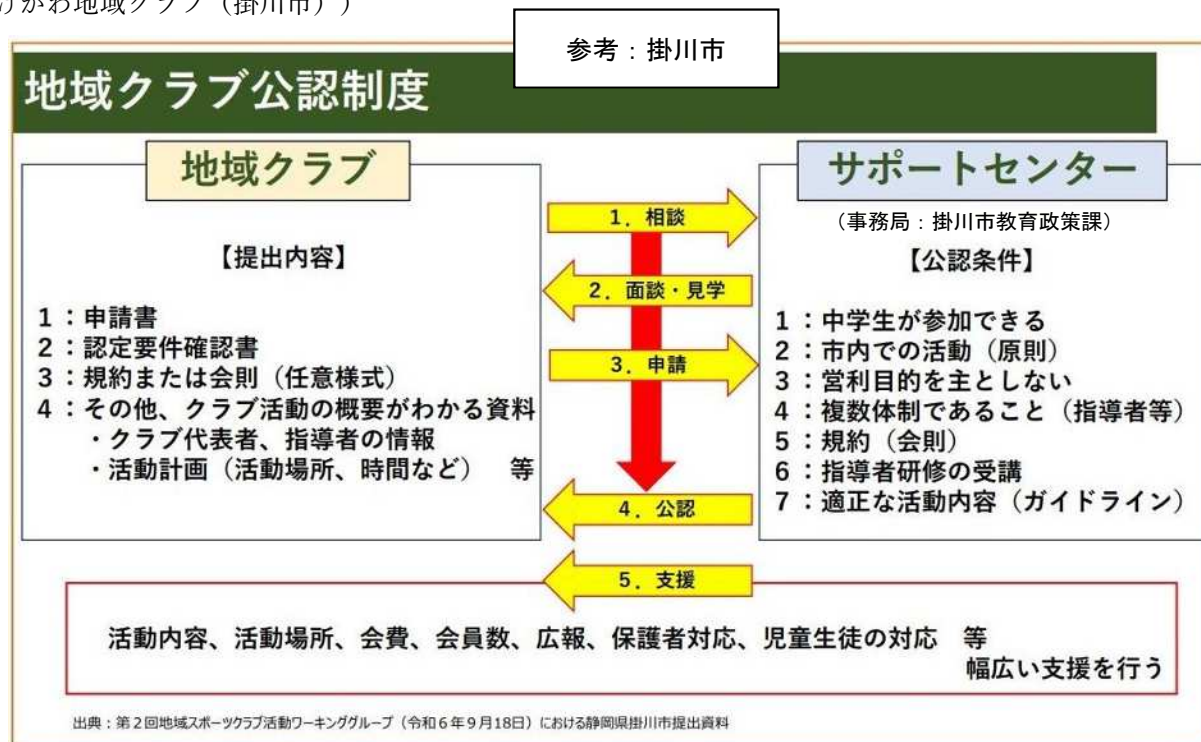 けがわ地域クラブ(掛川市))
参考:掛川市
地域クラブ公認制度
地域クラブ
【提出内容】
1:申請書
2:認定要件確認書
3:規約または会則(任意様式)
4:その他、クラブ活動の概要がわかる資料
・クラブ代表者、指導者の情報
・活動計画(活動場所、時間など) 等
1. 相談
2. 面談・見学
3. 申請
4. 公認
5. 支援
サポートセンター
(事務局:掛川市教育政策課)
【公認条件】
1:中学生が参加できる
2:市内での活動(原則)
3:営利目的を主としない
4:複数体制であること(指導者等)
5:規約(会則)
6:指導者研修の受講
7:適正な活動内容(ガイドライン)
活動内容、活動場所、会費、会員数、広報、保護者対応、児童生徒の対応 等
幅広い支援を行う
出典:第2回地域スポーツクラブ活動ワーキンググループ(令和6年9月18日)における静岡県掛川市提出資料